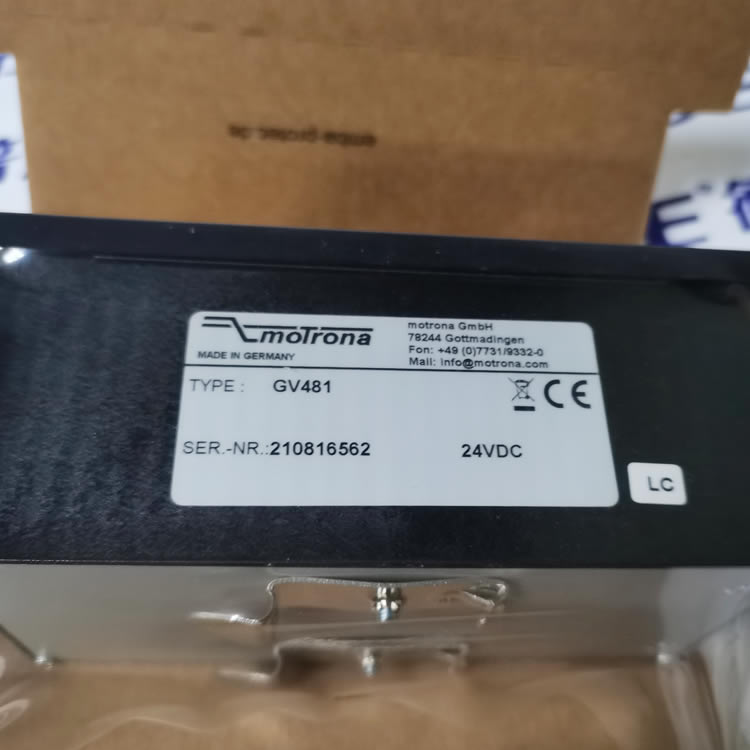 motrona
MADE IN GERMANY
motrona GmbH
78244 Gottmadingen
Fon: +49 (0)7731/9332-0
Mail: info@motrona.com
TYPE : GV481
CE
SER.-NR.:210816562 24VDC
LC